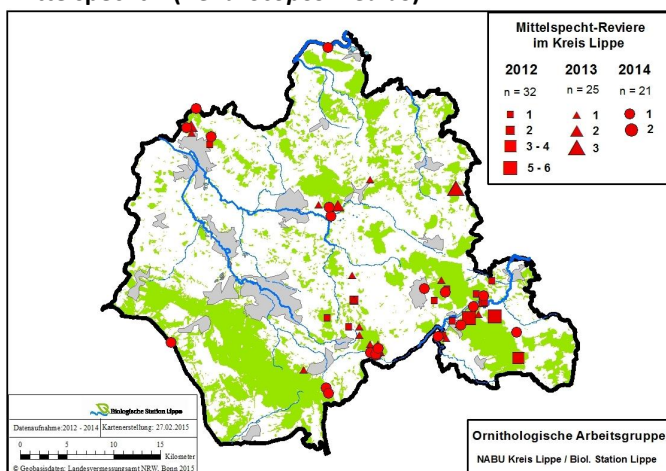 Mittelspecht-Reviere
im Kreis Lippe
2012 2013 2014
n = 32 n = 25 n = 21
1 1 1
2 2 2
3 - 4 3
5 - 6
Biologische Station Lippe
Datenaufnahme:2012 - 2014 Kartenerstellung: 27.02.2015
0 5 10 15
Kilometer
© Geobasisdaten: Landesvermessungsamt NRW, Bonn 2015
Ornithologische Arbeitsgruppe
NABU Kreis Lippe / Biol. Station Lippe